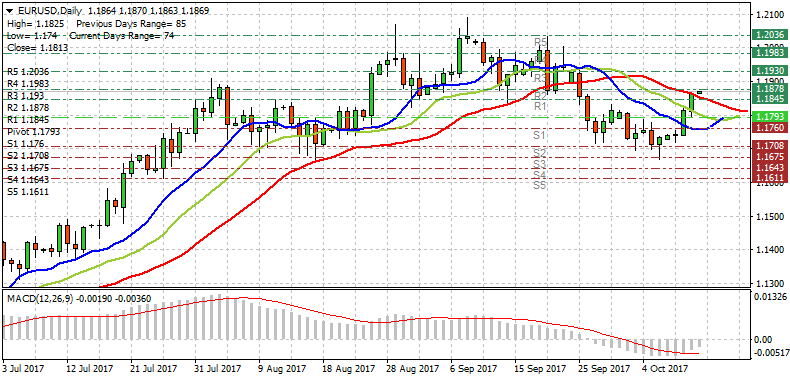 EURUSD,Daily 1.1864 1.1870 1.1863 1.1869
High= 1.1825 Previous Days Range= 85
Low= 1.174 Current Days Range= 74
Close= 1.1813
R5 1.2036
R4 1.1983
R3 1.193
R2 1.1878
R1 1.1845
Pivot 1.1793
S1 1.176
S2 1.1708
S3 1.1675
S4 1.1643
S5 1.1611
R5
R3
R2
R1
S1
S2
S3
S4
S5
1.2100
1.2036
1.1983
1.1930
1.1878
1.1845
1.1793
1.1760
1.1708
1.1675
1.1643
1.1611
1.1500
1.1400
1.1300
MACD(12,26,9) -0.00190 -0.00360
0.01326
0.00
-0.00517
3 Jul 2017
12 Jul 2017
21 Jul 2017
31 Jul 2017
9 Aug 2017
18 Aug 2017
28 Aug 2017
6 Sep 2017
15 Sep 2017
25 Sep 2017
4 Oct 2017